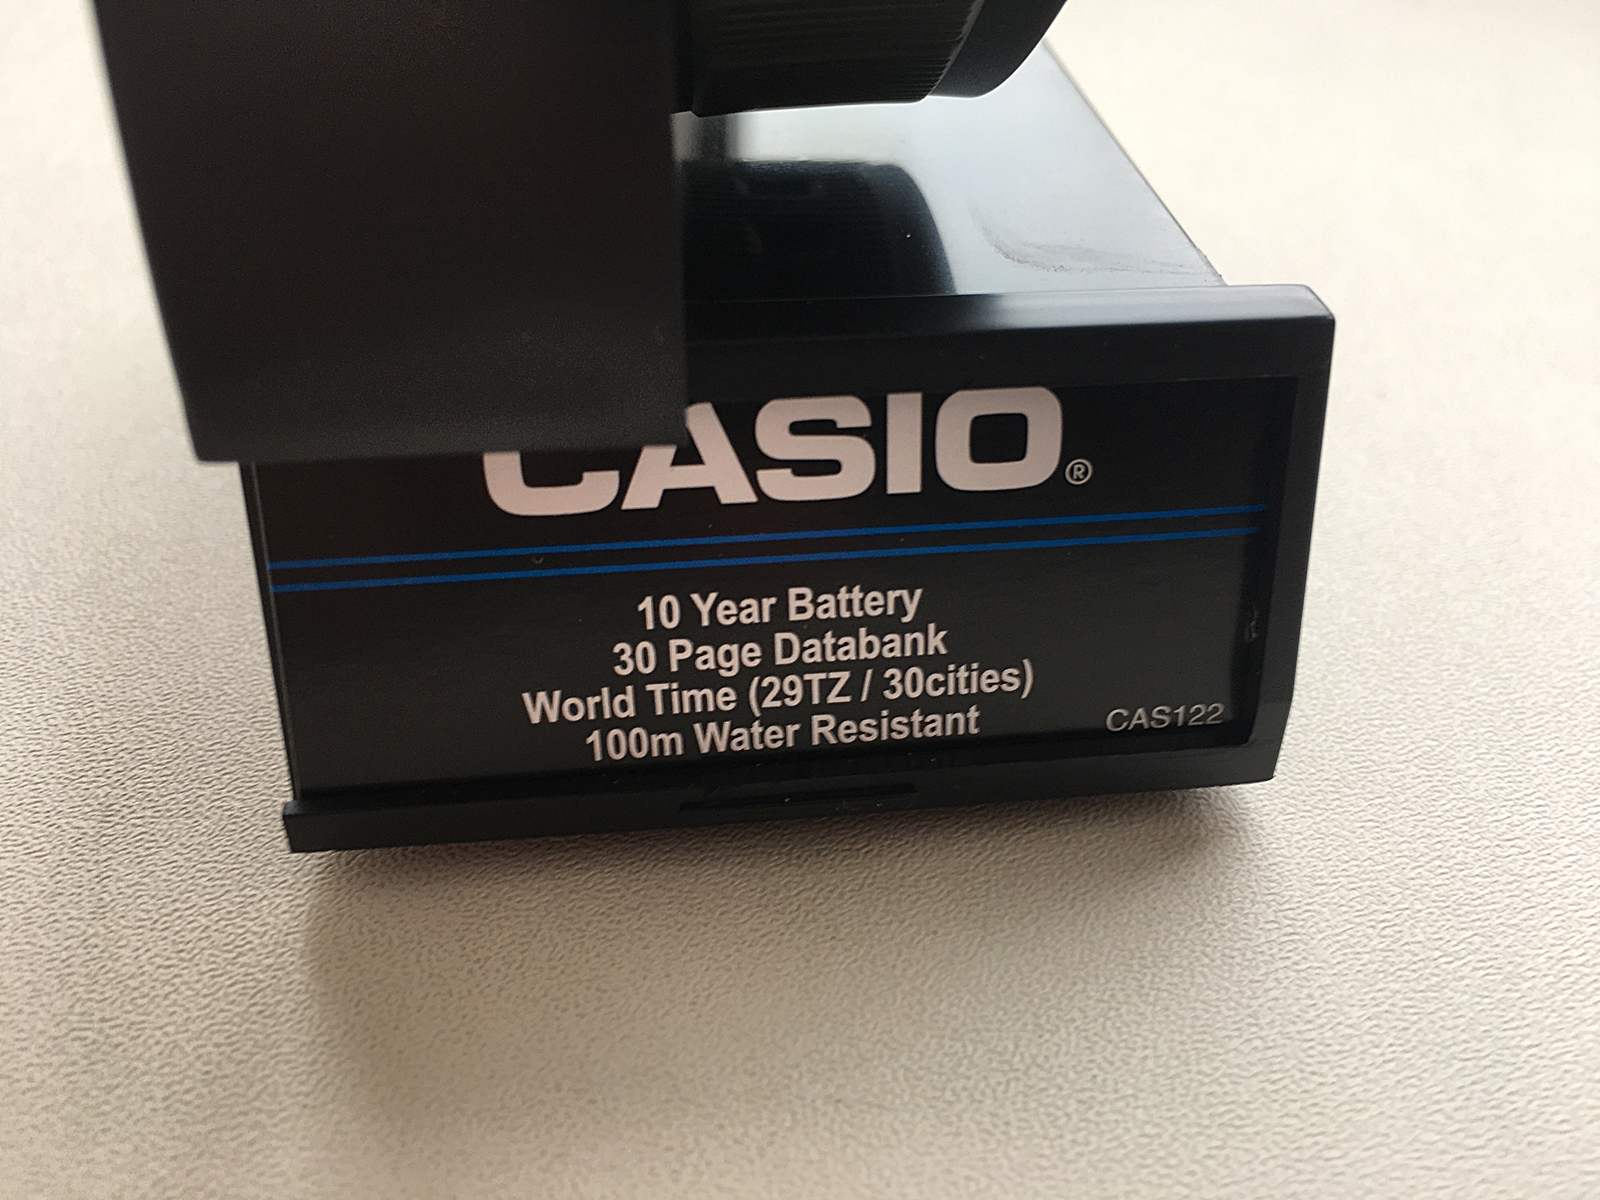 CASIO®
10 Year Battery
30 Page Databank
World Time (29TZ / 30cities)
100m Water Resistant
CAS122